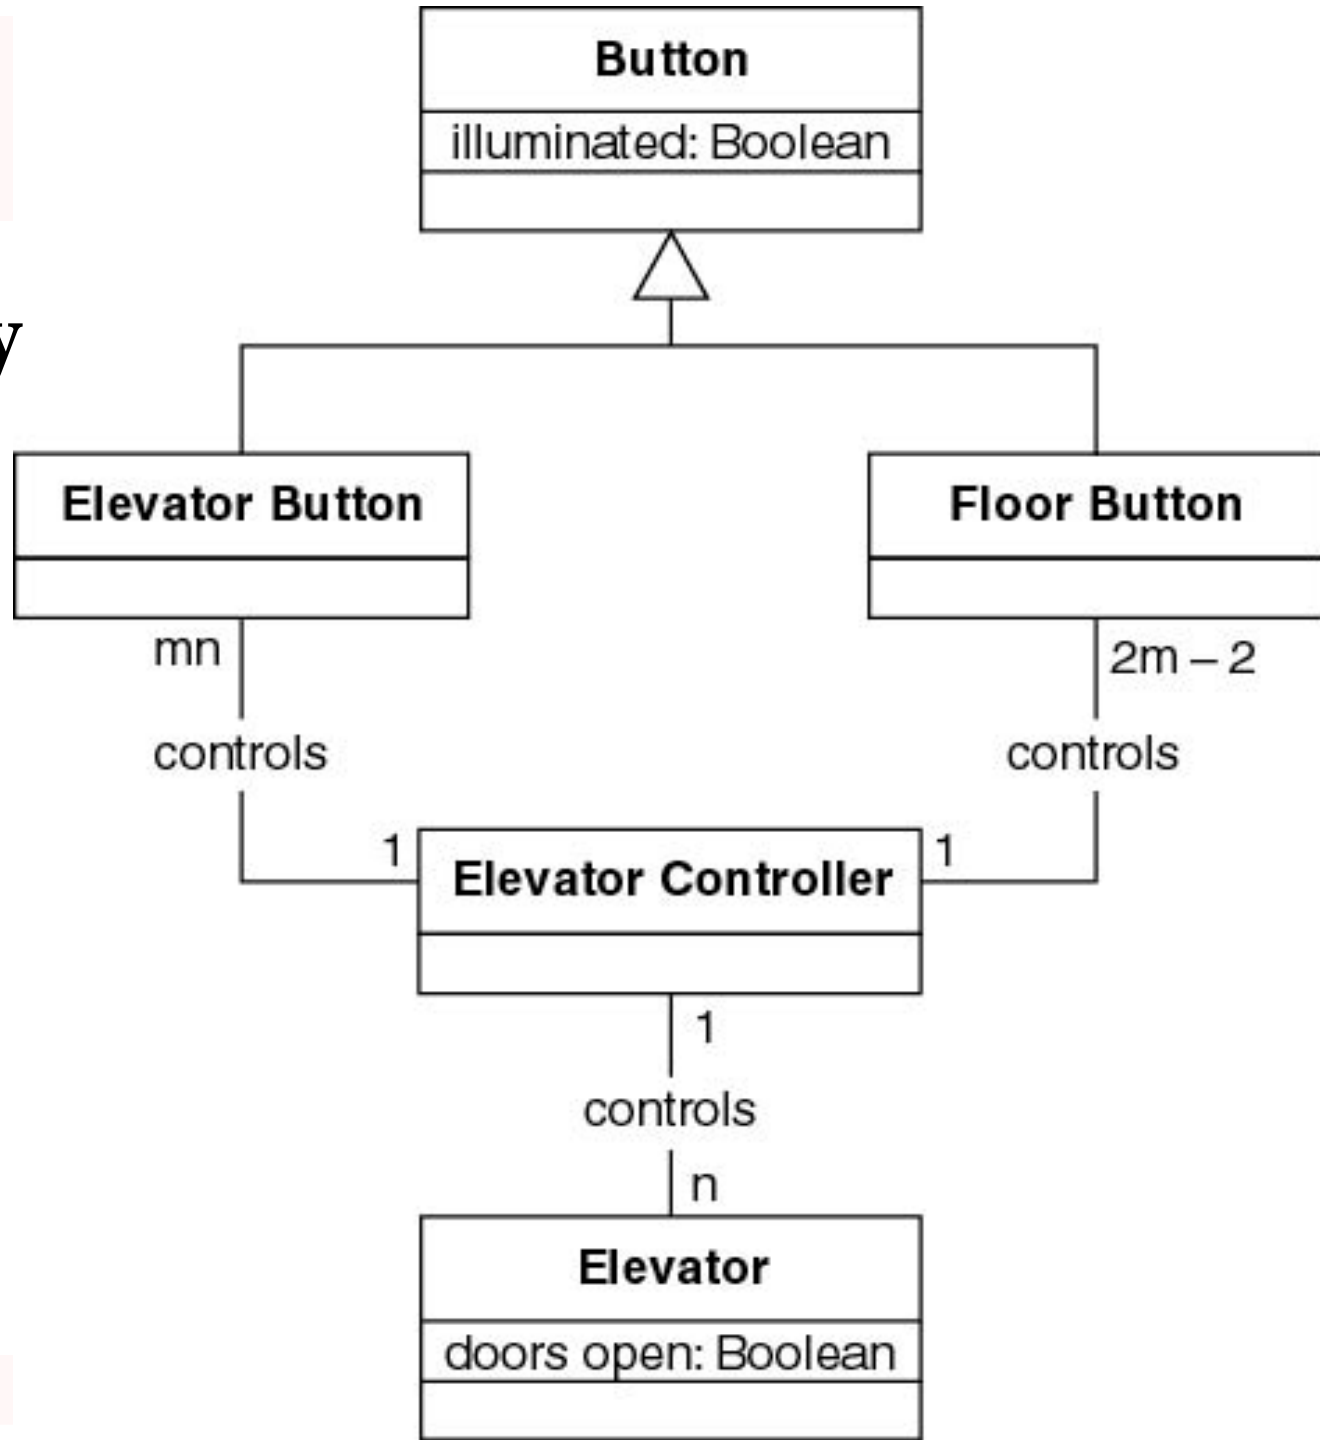 Button
illuminated: Boolean
y
Elevator Button
Floor Button
mn
2m – 2
controls
controls
1
1
Elevator Controller
1
controls
n
Elevator
doors open: Boolean